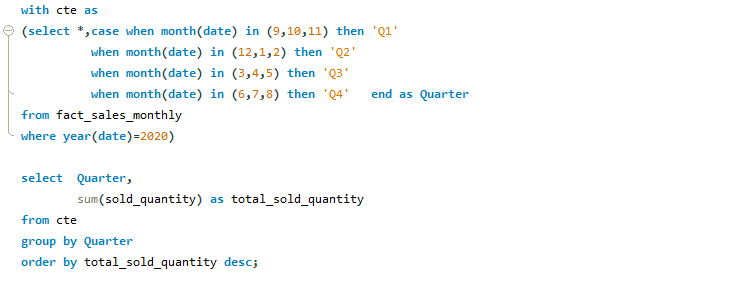 with cte as
(select *,case when month(date) in (9,10,11) then 'Q1'
when month(date) in (12,1,2) then 'Q2'
when month(date) in (3,4,5) then 'Q3'
when month(date) in (6,7,8) then 'Q4'   end as Quarter
from fact_sales_monthly
where year(date)=2020)
select  Quarter,
sum(sold_quantity) as total_sold_quantity
from cte
group by Quarter
order by total_sold_quantity desc;